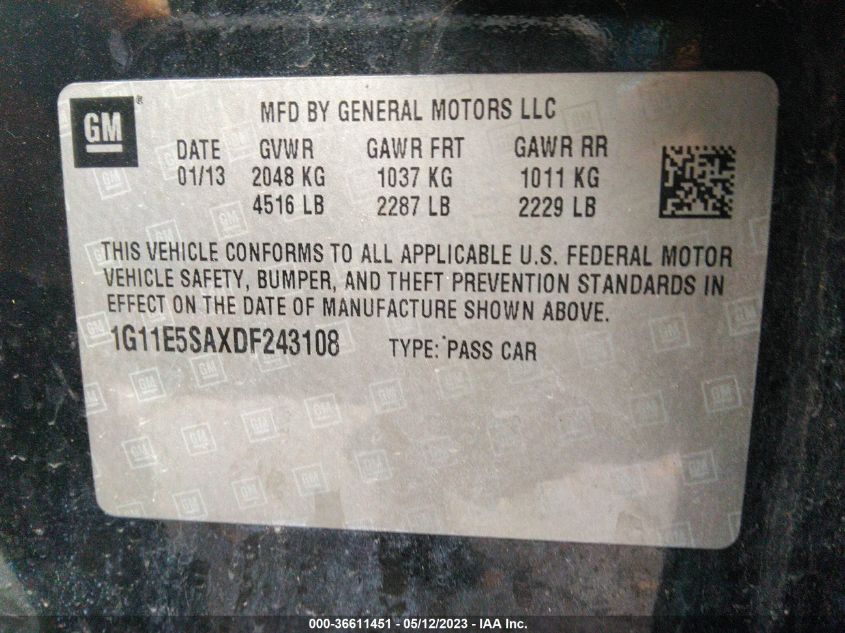 GM
MFD BY GENERAL MOTORS LLC
DATE GVWR GAWR FRT GAWR RR
01/13 2048 KG 1037 KG 1011 KG
4516 LB 2287 LB 2229 LB
THIS VEHICLE CONFORMS TO ALL APPLICABLE U.S. FEDERAL MOTOR
VEHICLE SAFETY, BUMPER, AND THEFT PREVENTION STANDARDS IN
EFFECT ON THE DATE OF MANUFACTURE SHOWN ABOVE.
1G11E5SAXDF243108 TYPE: PASS CAR
000-36611451 - 05/12/2023 - IAA Inc.